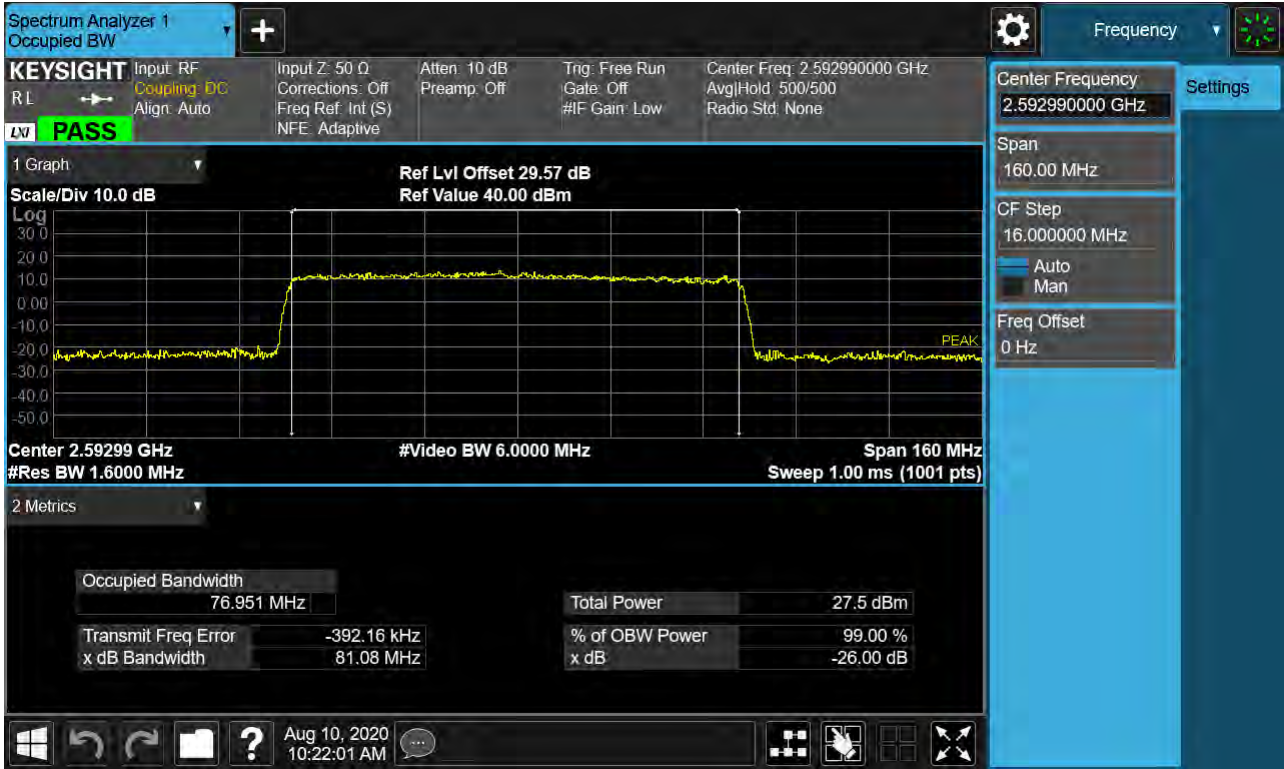 Spectrum Analyzer 1
Occupied BW
+
Frequency
KEYSIGHT
R L
LXI PASS
Input: RF
Coupling: DC
Align: Auto
Input Z: 50 Ω
Corrections: Off
Freq Ref: Int (S)
NFE: Adaptive
Atten: 10 dB
Preamp: Off
Trig: Free Run
Gate: Off
#IF Gain: Low
Center Freq: 2.592990000 GHz
Avg|Hold: 500/500
Radio Std: None
Center Frequency
2.592990000 GHz
Settings
Span
160.00 MHz
CF Step
16.000000 MHz
Auto
Man
Freq Offset
0 Hz
1 Graph
Scale/Div 10.0 dB
Ref Lvl Offset 29.57 dB
Ref Value 40.00 dBm
Log
30.0
20.0
10.0
0.00
-10.0
-20.0
-30.0
-40.0
-50.0
PEAK
Center 2.59299 GHz
#Video BW 6.0000 MHz
Span 160 MHz
#Res BW 1.6000 MHz
Sweep 1.00 ms (1001 pts)
2 Metrics
Occupied Bandwidth
76.951 MHz
Total Power 27.5 dBm
Transmit Freq Error -392.16 kHz
% of OBW Power 99.00 %
x dB Bandwidth 81.08 MHz
x dB -26.00 dB
?
Aug 10, 2020
10:22:01 AM